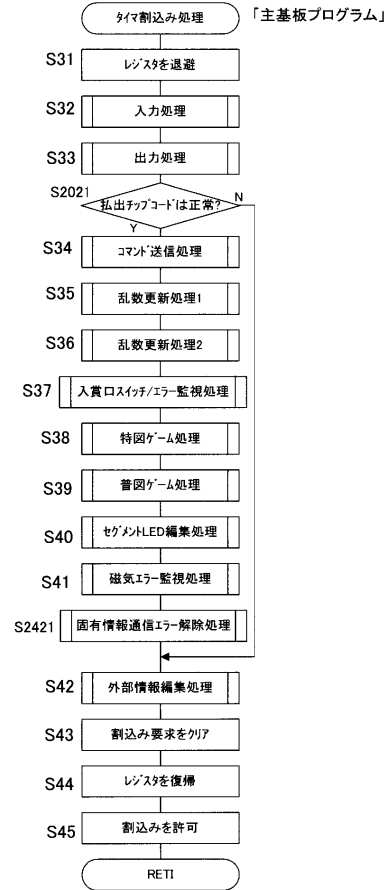 タイマ割込み処理
「主基板プログラム」
S31
レジスタを退避
S32
入力処理
S33
出力処理
S2021
払出チップコードは正常?
N
Y
S34
コマンド送信処理
S35
乱数更新処理1
S36
乱数更新処理2
S37
入賞口スイッチ/エラー監視処理
S38
特図ゲーム処理
S39
普図ゲーム処理
S40
セグメントLED編集処理
S41
磁気エラー監視処理
S2421
固有情報通信エラー解除処理
S42
外部情報編集処理
S43
割込み要求をクリア
S44
レジスタを復帰
S45
割込みを許可
RETI